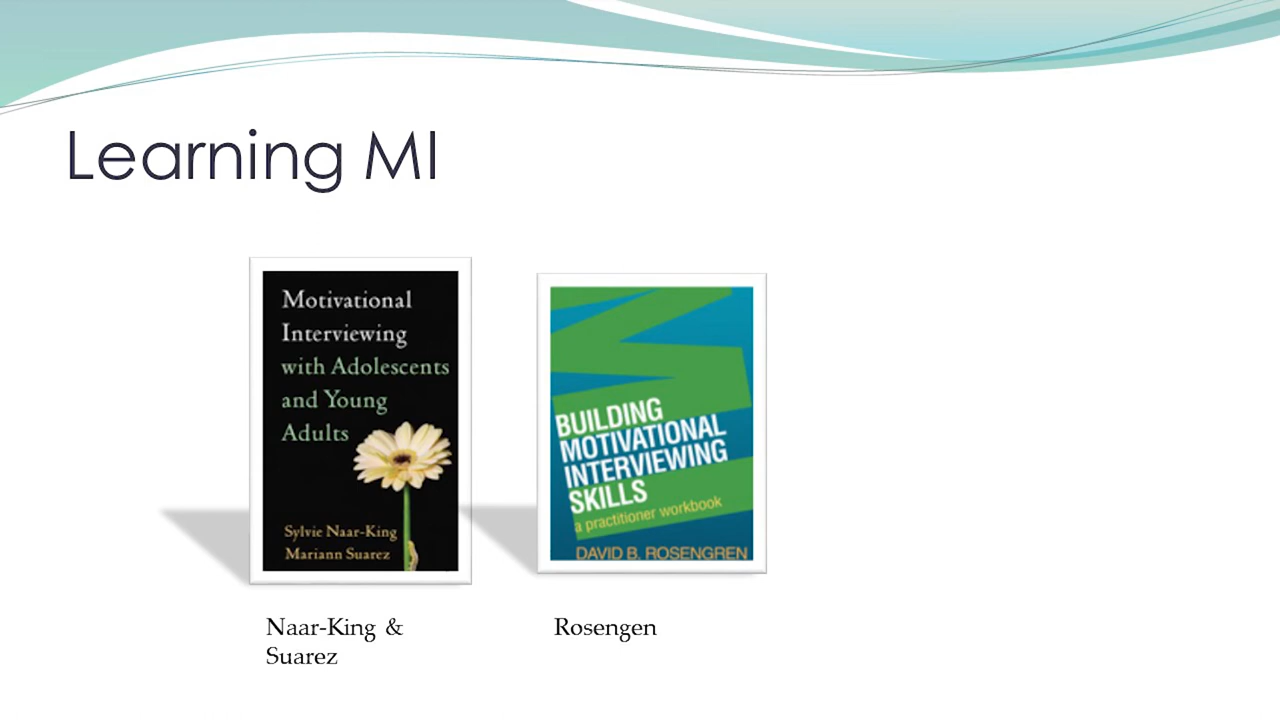 Learning MI
Motivational
Interviewing
with Adolescents
and Young
Adults
Sylvie Naar-King
Mariann Suarez
BUILDING
MOTIVATIONAL
INTERVIEWING
SKILLS
a practitioner workbook
DAVID B. ROSENGREN
Naar-King &
Suarez
Rosengen